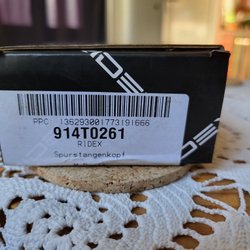 PPC 13629300177319I666
914T0261
RIDEX
Spurstangenkopf